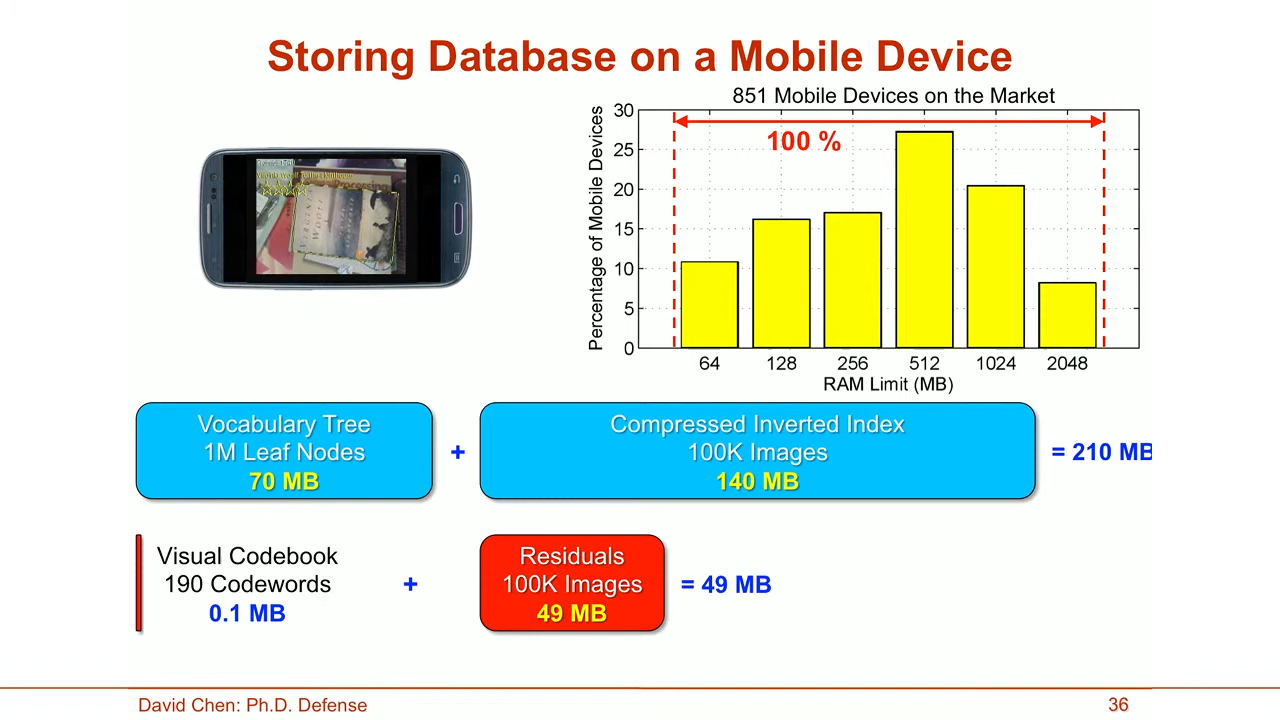 Storing Database on a Mobile Device
851 Mobile Devices on the Market
100 %
Percentage of Mobile Devices
30
25
20
15
10
5
0
64 128 256 512 1024 2048
RAM Limit (MB)
Vocabulary Tree
1M Leaf Nodes
70 MB
+
Compressed Inverted Index
100K Images
140 MB
= 210 MB
Visual Codebook
190 Codewords
0.1 MB
+
Residuals
100K Images
49 MB
= 49 MB
VIRGINIA
WOOLF
David Chen: Ph.D. Defense
36